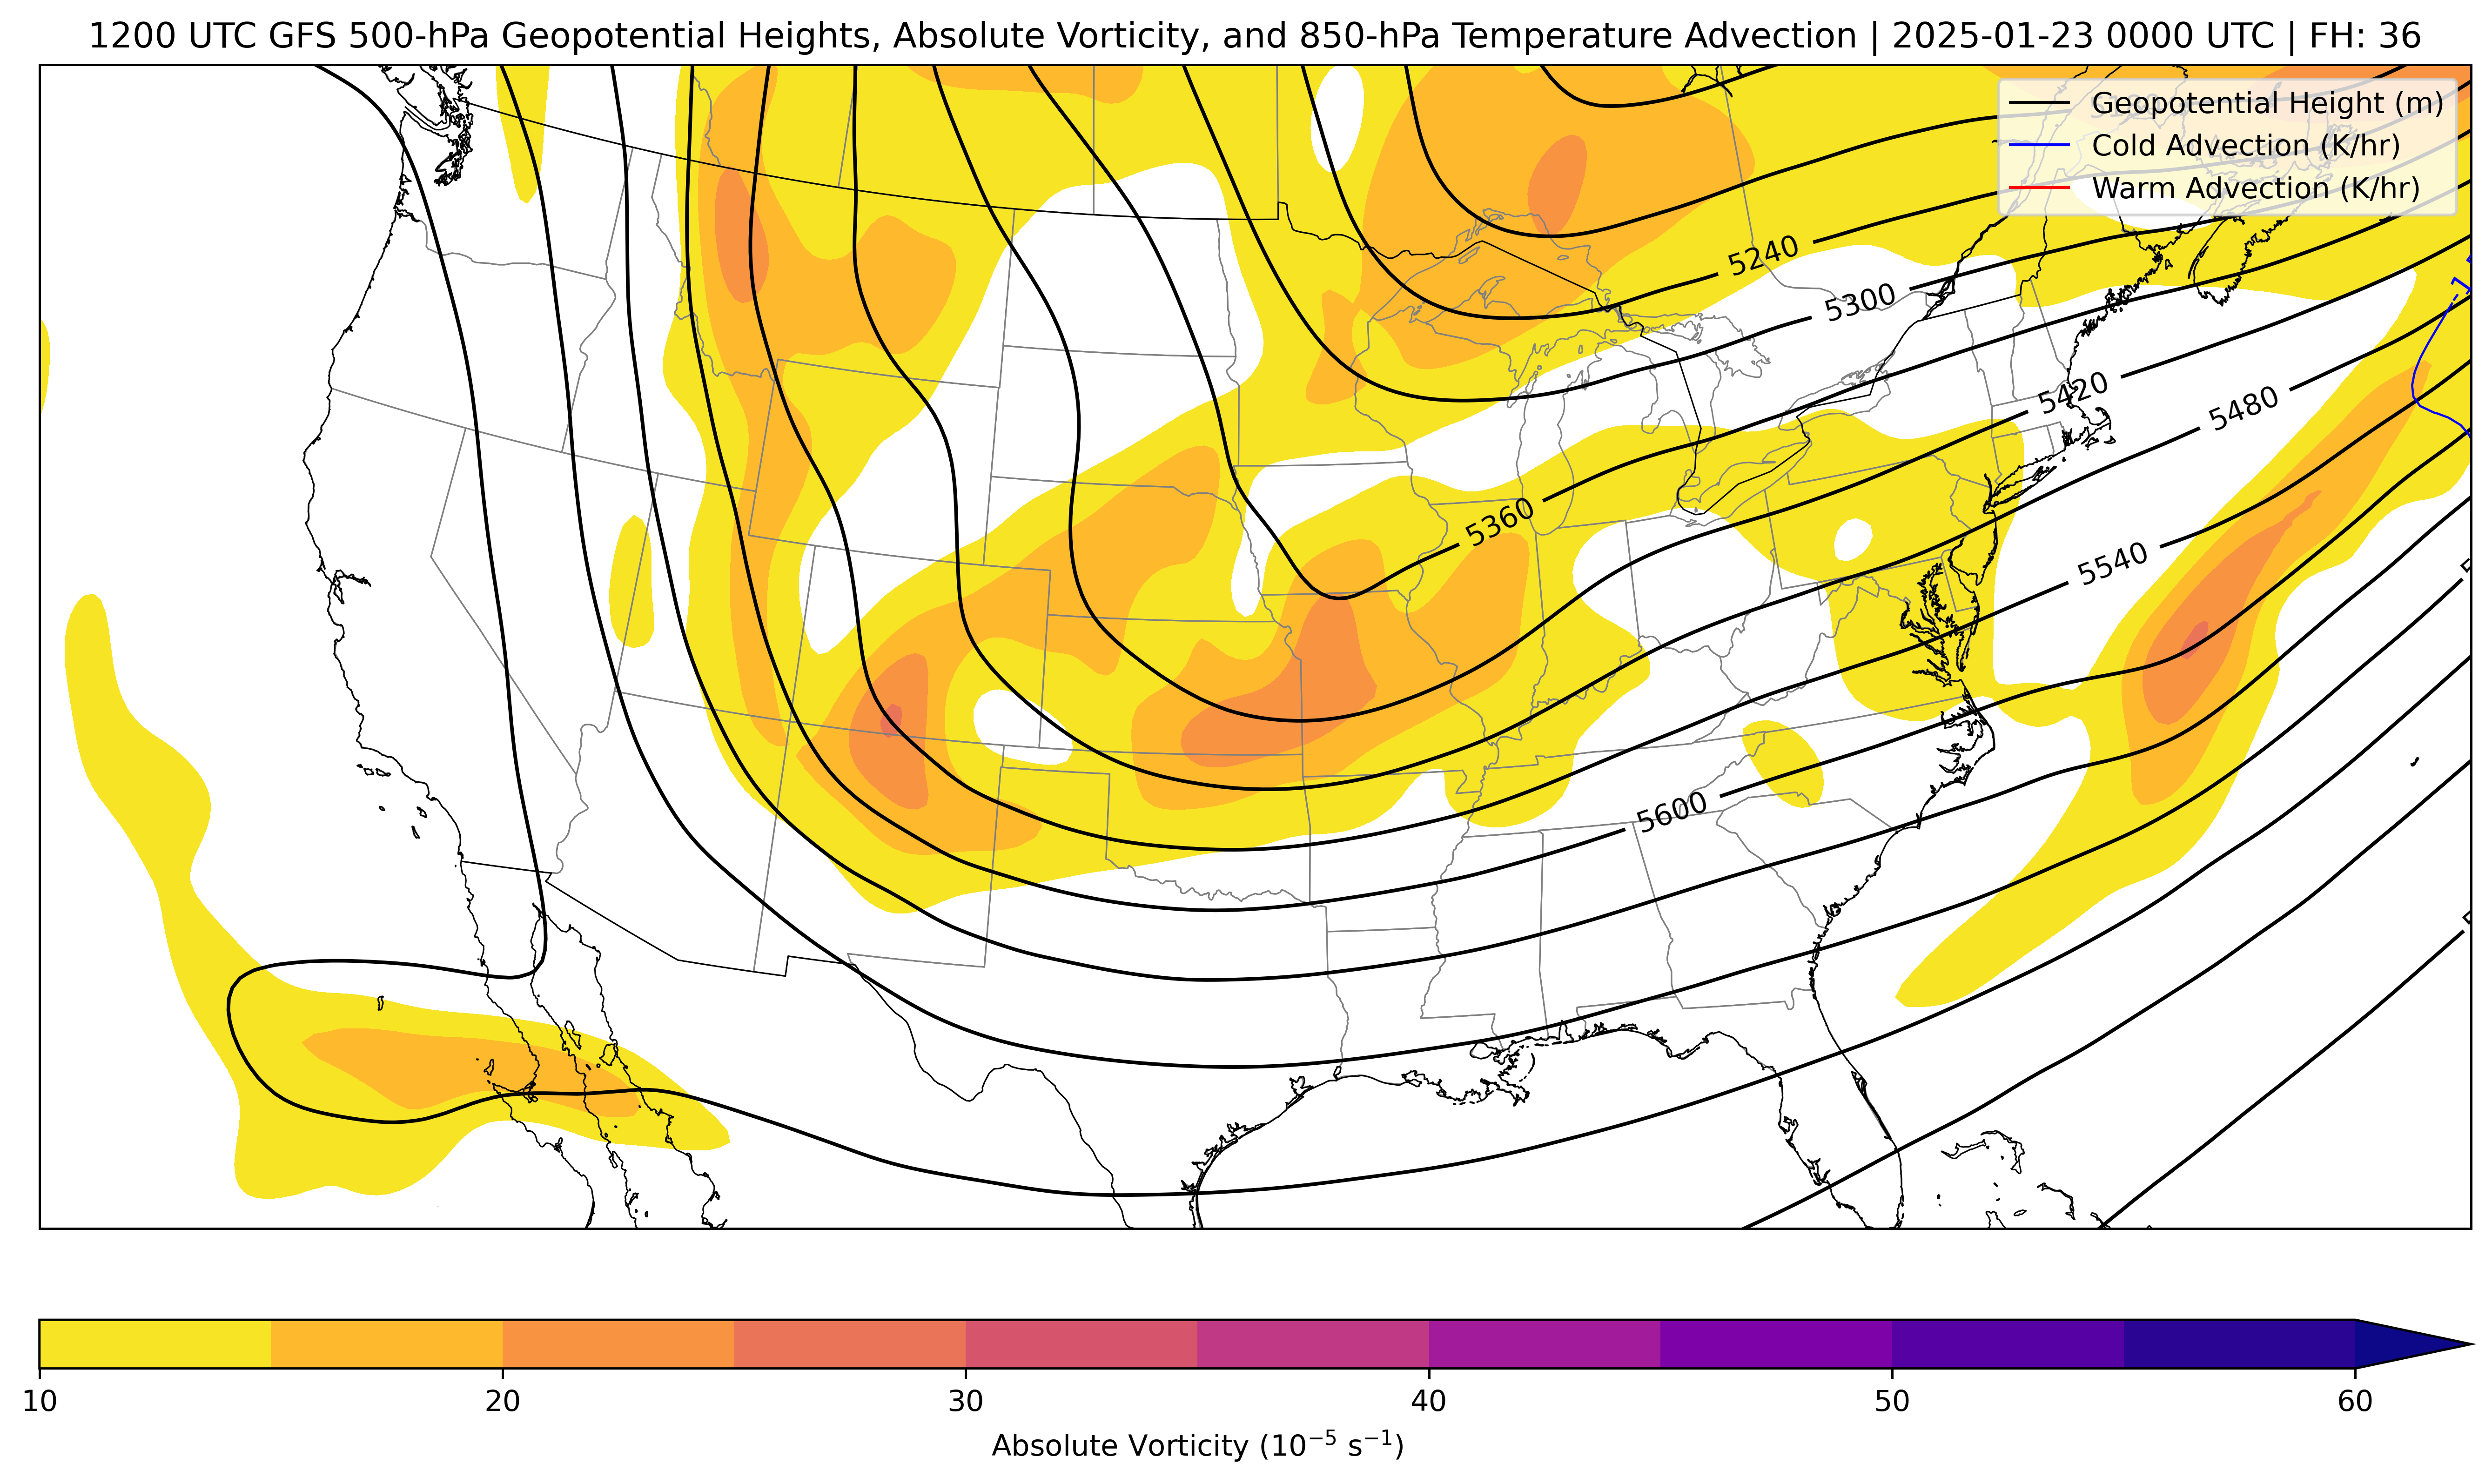 1200 UTC GFS 500-hPa Geopotential Heights, Absolute Vorticity, and 850-hPa Temperature Advection | 2025-01-23 0000 UTC | FH: 36
Geopotential Height (m)
Cold Advection (K/hr)
Warm Advection (K/hr)
5240
5300
5420
5480
5360
5540
5600
10 20 30 40 50 60
Absolute Vorticity (10⁻⁵ s⁻¹)